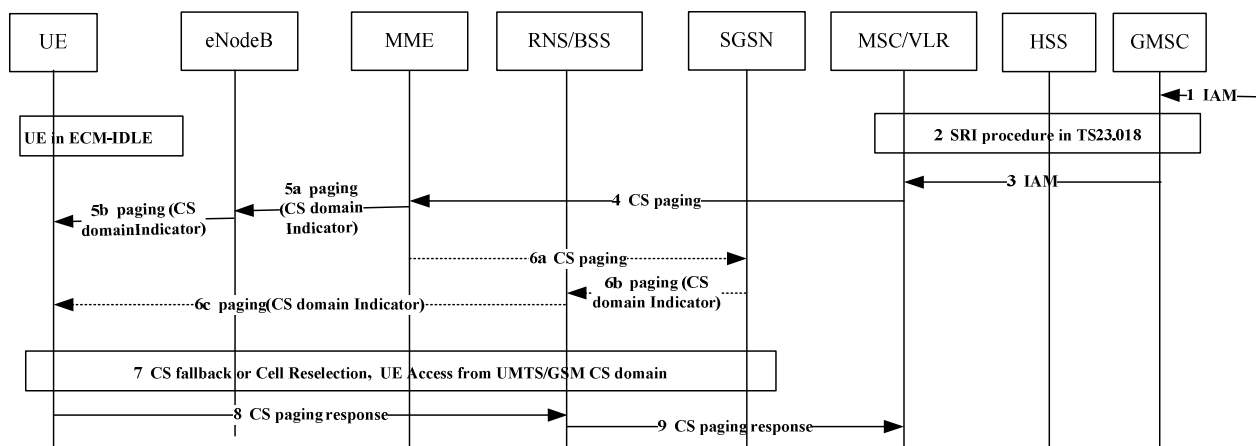 UE
eNodeB
MME
RNS/BSS
SGSN
MSC/VLR
HSS
GMSC
1 IAM
UE in ECM-IDLE
2 SRI procedure in TS23.018
3 IAM
4 CS paging
5a paging
(CS domain
Indicator)
5b paging (CS
domainIndicator)
6a CS paging
6b paging (CS
domain Indicator)
6c paging(CS domain Indicator)
7 CS fallback or Cell Reselection, UE Access from UMTS/GSM CS domain
8 CS paging response
9 CS paging response